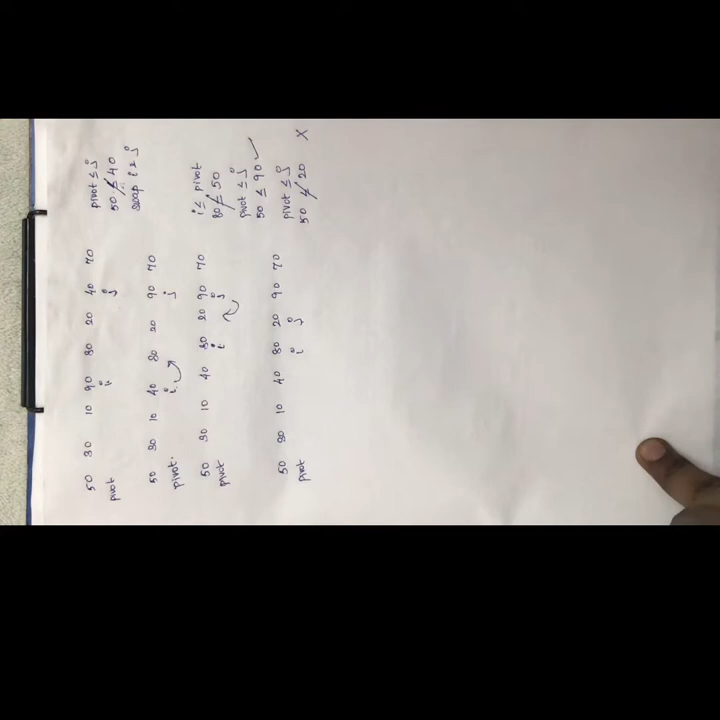 50 30 10 90 80 20 40 70
pivot i j
pivot ≤ j
50 ≰ 40
swap i & j
50 30 10 40 80 20 90 70
pivot. i j
50 30 10 40 80 20 90 70
pivot i j
i ≤ pivot
80 ≰ 50
pivot ≤ j
50 ≤ 90 ✓
50 30 10 40 80 20 90 70
pivot i j
pivot ≤ j
50 ≰ 20 X